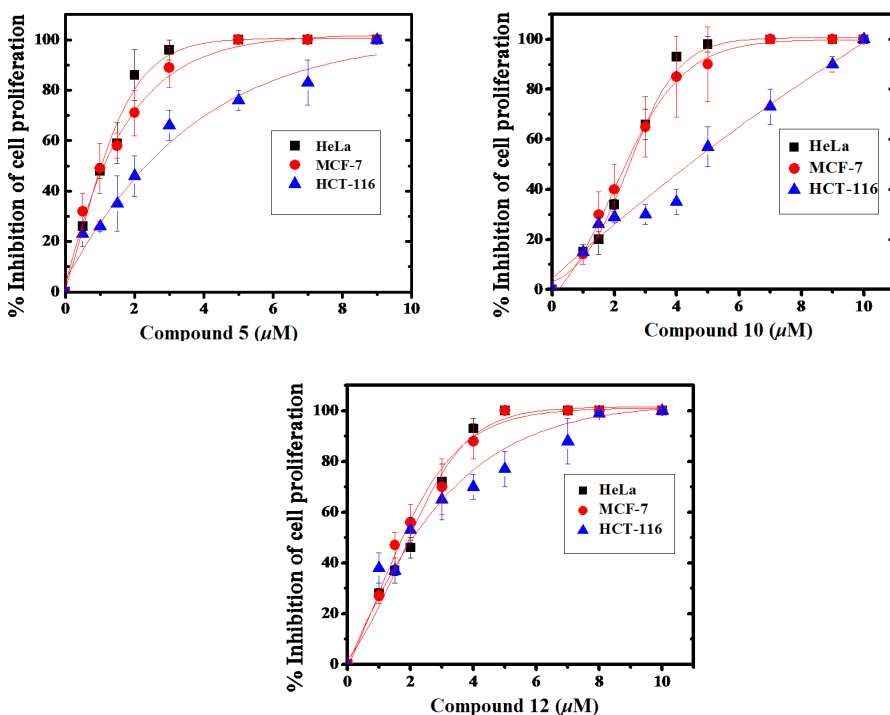 % Inhibition of cell proliferation
100
80
60
40
20
0
HeLa
MCF-7
HCT-116
0 2 4 6 8 10
Compound 5 (µM)
% Inhibition of cell proliferation
100
80
60
40
20
0
HeLa
MCF-7
HCT-116
0 2 4 6 8 10
Compound 10 (µM)
% Inhibition of cell proliferation
100
80
60
40
20
0
HeLa
MCF-7
HCT-116
0 2 4 6 8 10
Compound 12 (µM)